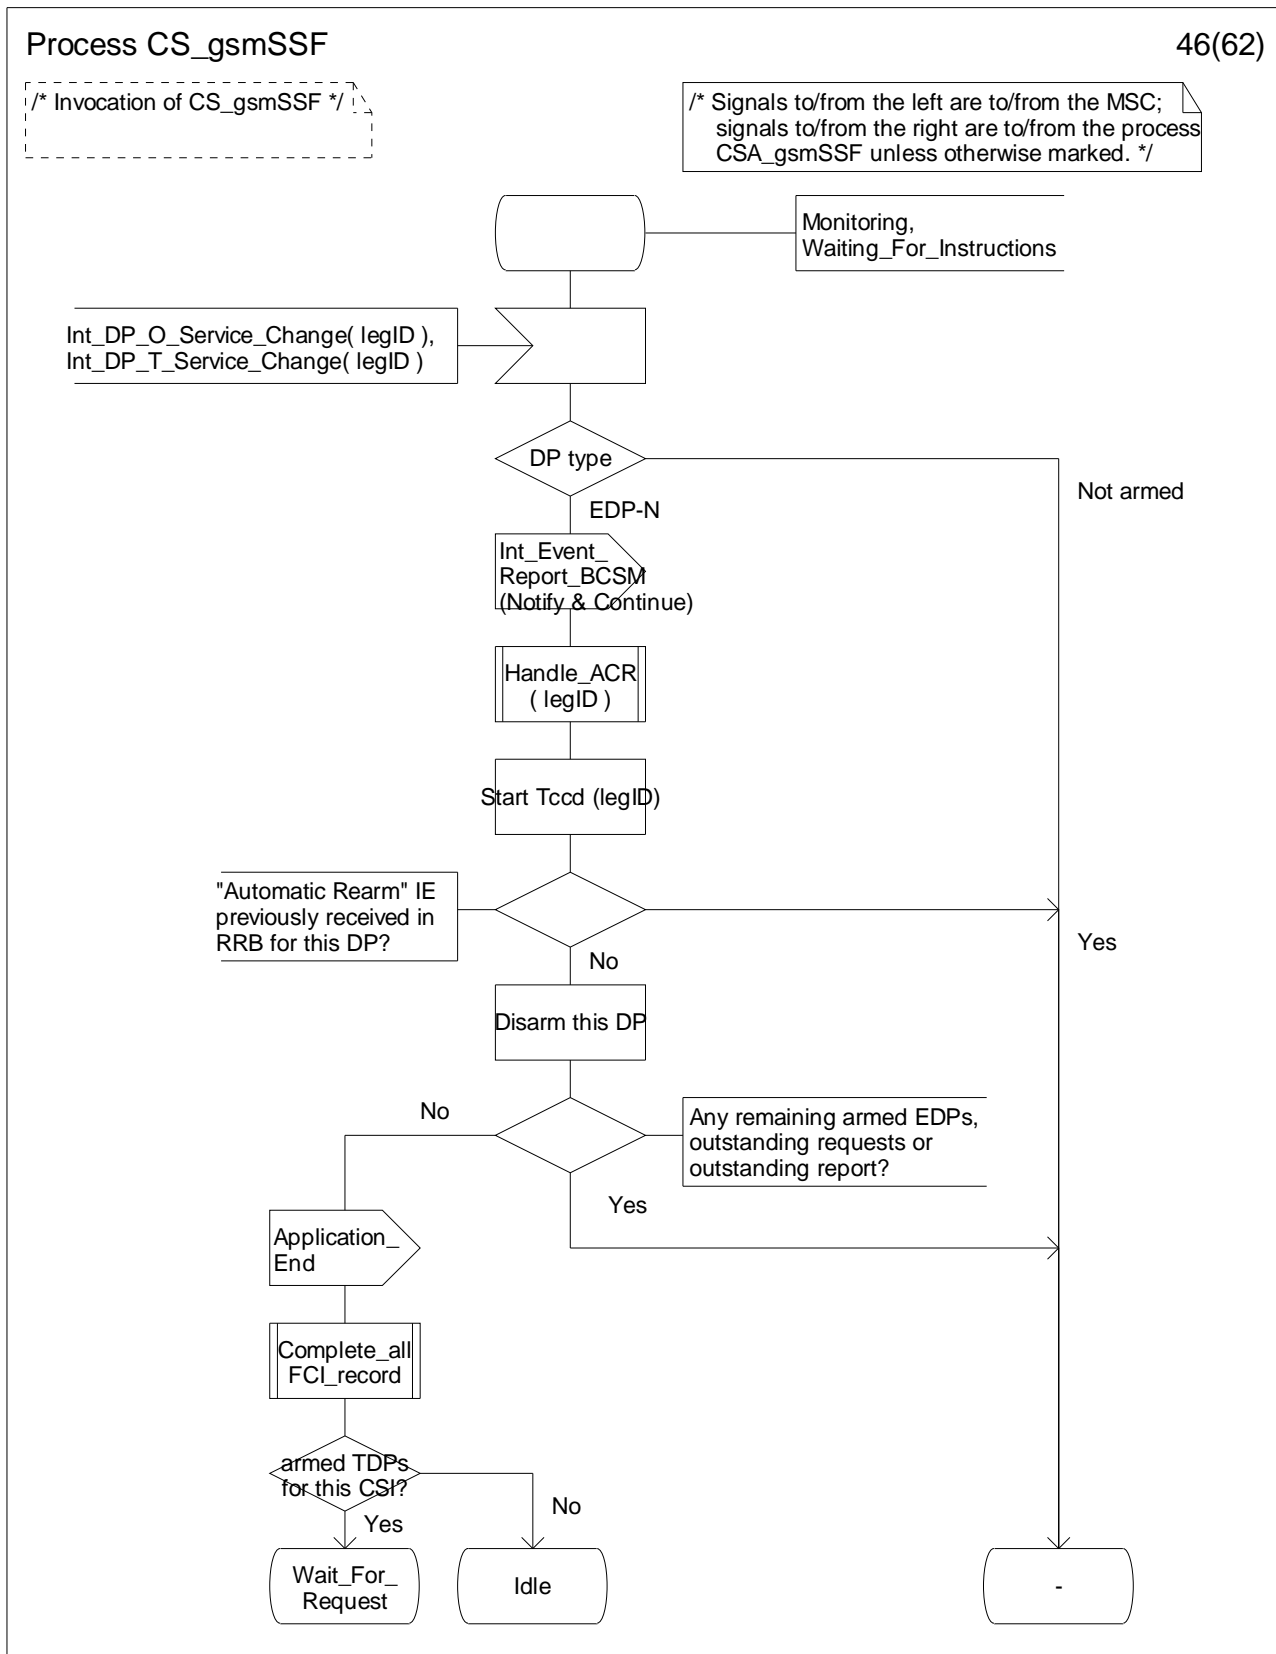 Process CS_gsmSSF
46(62)
/* Invocation of CS_gsmSSF */
/* Signals to/from the left are to/from the MSC;
signals to/from the right are to/from the process
CSA_gsmSSF unless otherwise marked. */
Monitoring,
Waiting_For_Instructions
Int_DP_O_Service_Change( legID ),
Int_DP_T_Service_Change( legID )
DP type
Not armed
EDP-N
Int_Event_
Report_BCSM
(Notify & Continue)
Handle_ACR
( legID )
Start Tccd (legID)
"Automatic Rearm" IE
previously received in
RRB for this DP?
Yes
No
Disarm this DP
No
Any remaining armed EDPs,
outstanding requests or
outstanding report?
Yes
Application_
End
Complete_all
FCI_record
armed TDPs
for this CSI?
No
Yes
Wait_For_
Request
Idle
-